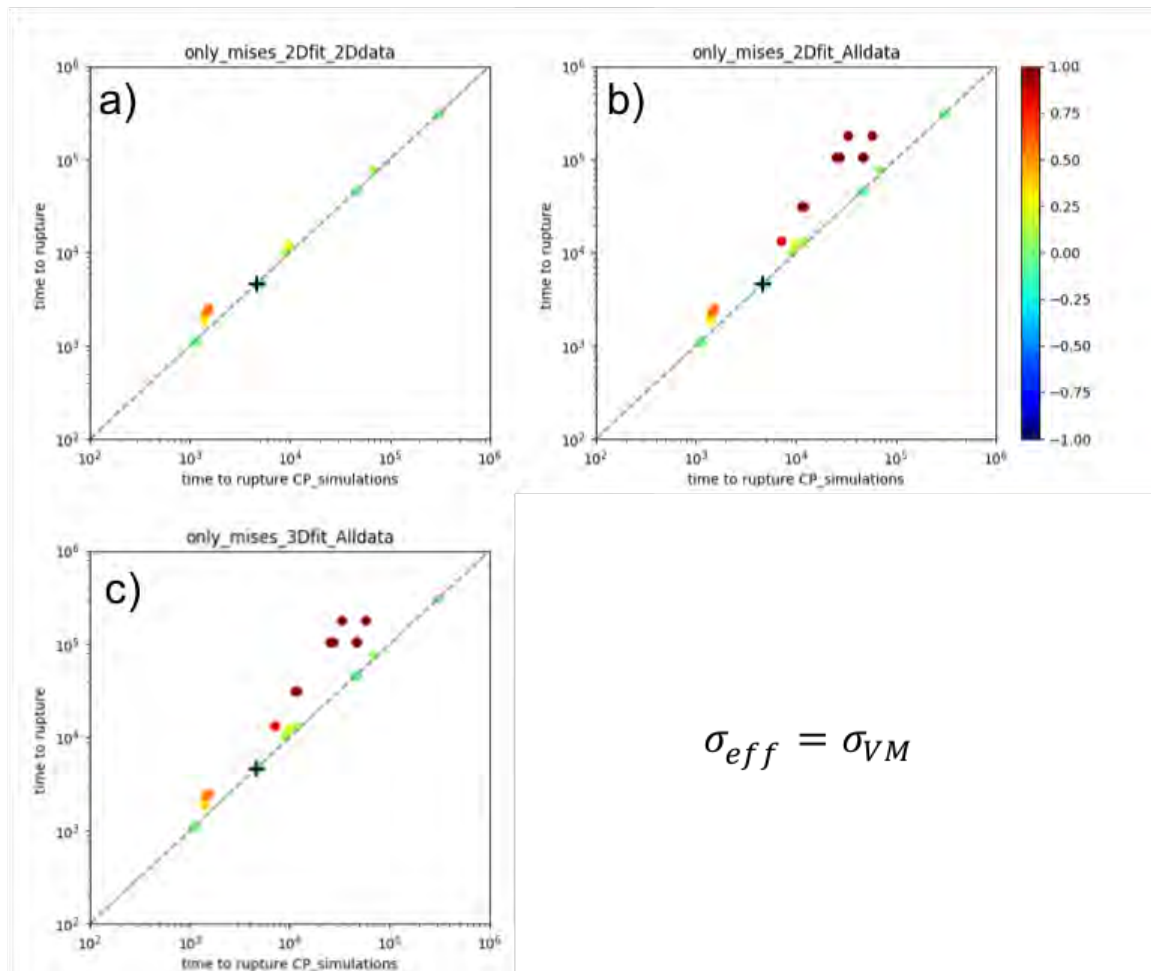 only_mises_2Dfit_2Ddata
only_mises_2Dfit_Alldata
a)
b)
10⁶
10⁵
10⁴
10³
10²
time to rupture
10² 10³ 10⁴ 10⁵ 10⁶
time to rupture CP_simulations
10⁶
10⁵
10⁴
10³
10²
time to rupture
10² 10³ 10⁴ 10⁵ 10⁶
time to rupture CP_simulations
1.00
0.75
0.50
0.25
0.00
−0.25
−0.50
−0.75
−1.00
only_mises_3Dfit_Alldata
c)
10⁶
10⁵
10⁴
10³
10²
time to rupture
10² 10³ 10⁴ 10⁵ 10⁶
time to rupture CP_simulations
σ_eff = σ_VM